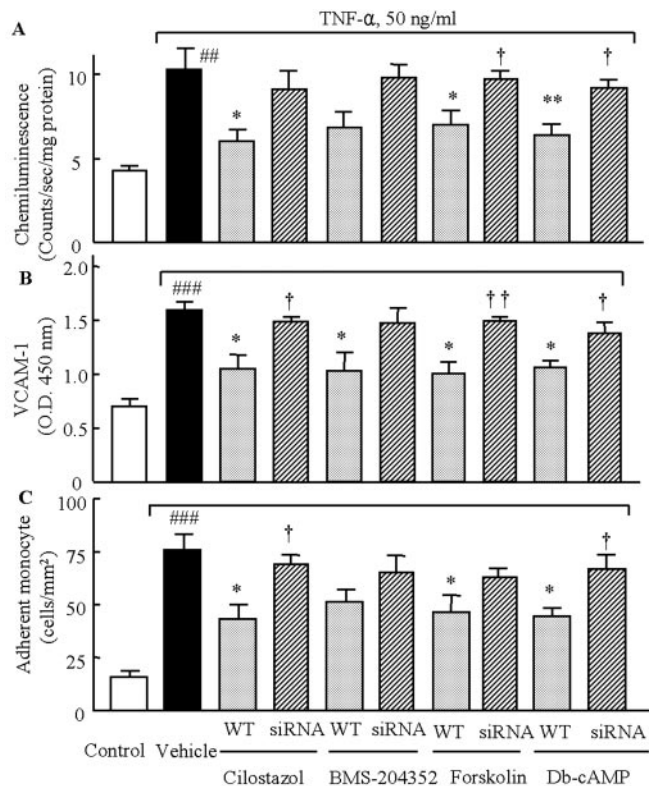 A
TNF-α, 50 ng/ml
Chemiluminescence
(Counts/sec/mg protein)
10
5
0
##
*
*
†
**
†
B
VCAM-1
(O.D. 450 nm)
2.0
1.5
1.0
0.5
0
###
*
†
*
*
† †
*
†
C
Adherent monocyte
(cells/mm²)
100
75
50
25
0
###
*
†
*
*
†
WT siRNA WT siRNA WT siRNA WT siRNA
Control Vehicle
Cilostazol BMS-204352 Forskolin Db-cAMP